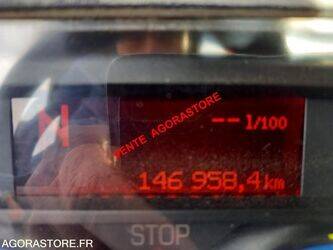 VENTE AGORASTORE
N
-- l/100
146 958,4 km
STOP
AGORASTORE.FR